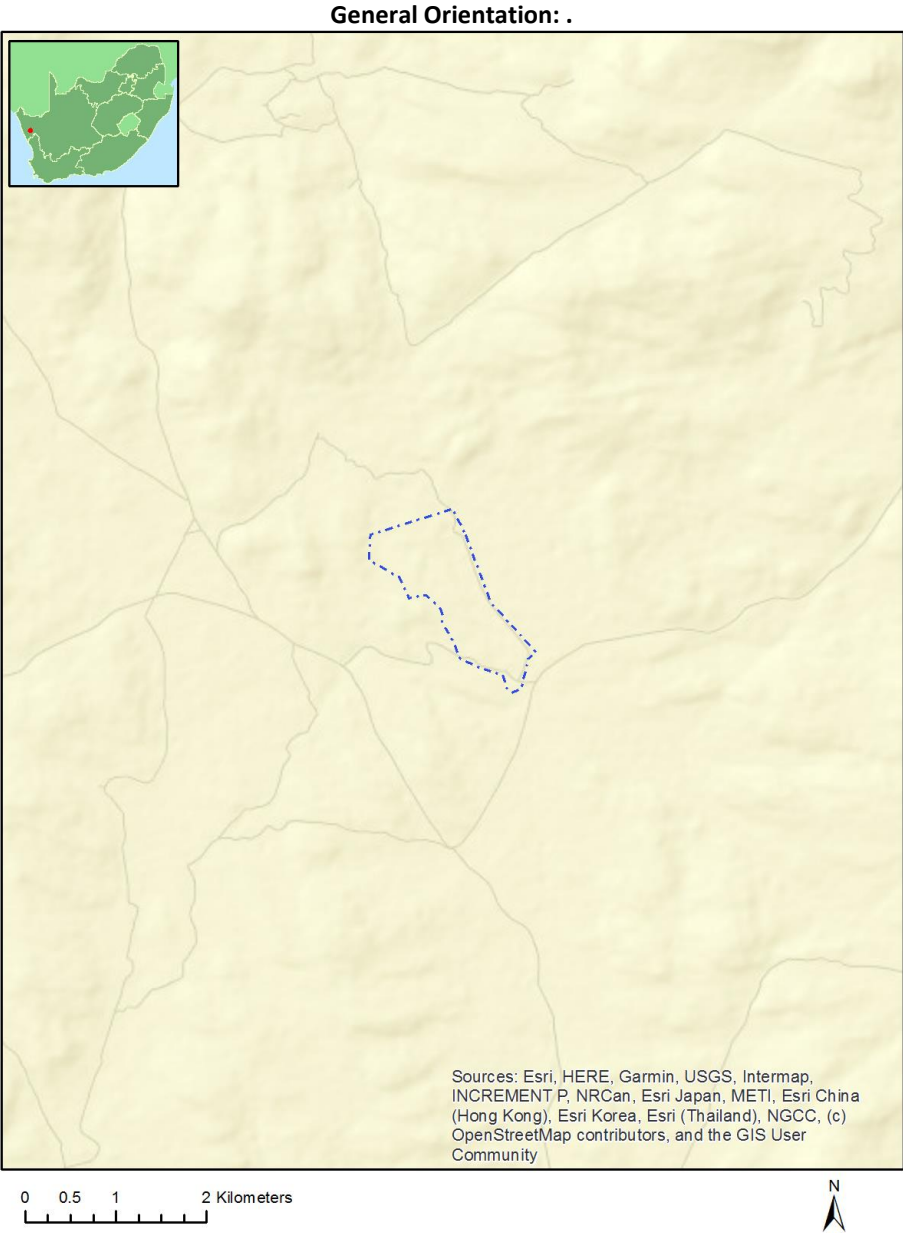 General Orientation: .
Sources: Esri, HERE, Garmin, USGS, Intermap,
INCREMENT P, NRCan, Esri Japan, METI, Esri China
(Hong Kong), Esri Korea, Esri (Thailand), NGCC, (c)
OpenStreetMap contributors, and the GIS User
Community
0 0.5 1 2 Kilometers
N